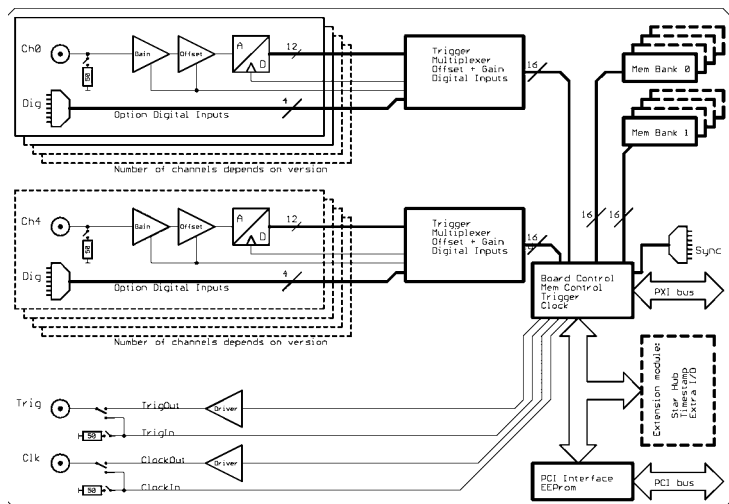 Ch0
50
Gain
Offset
A
D
12
Dig
4
Option Digital Inputs
Number of channels depends on version
Trigger
Multiplexer
Offset + Gain
Digital Inputs
16
Mem Bank 0
Mem Bank 1
16
16
Ch4
50
Gain
Offset
A
D
12
Dig
4
Option Digital Inputs
Number of channels depends on version
Trigger
Multiplexer
Offset + Gain
Digital Inputs
16
Sync
Board Control
Mem Control
Trigger
Clock
PXI bus
Extension module:
Star Hub
Timestamp
Extra I/O
Trig
TrigOut
Driver
50
TrigIn
Clk
ClockOut
Driver
50
ClockIn
PCI Interface
EEProm
PCI bus